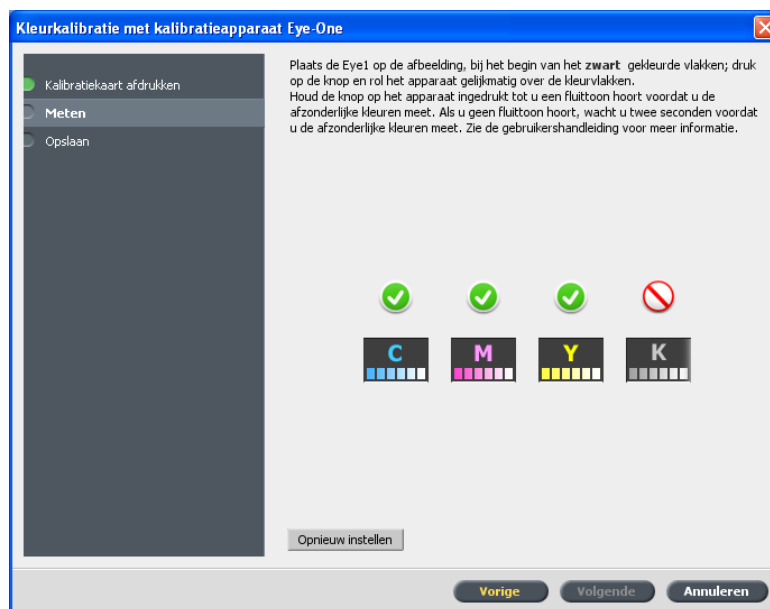 Kleurkalibratie met kalibratieapparaat Eye-One
Kalibratiekaart afdrukken
Meten
Opslaan
Plaats de Eye1 op de afbeelding, bij het begin van het zwart gekleurde vlakken; druk
op de knop en rol het apparaat gelijkmatig over de kleurvlakken.
Houd de knop op het apparaat ingedrukt tot u een fluittoon hoort voordat u de
afzonderlijke kleuren meet. Als u geen fluittoon hoort, wacht u twee seconden voordat
u de afzonderlijke kleuren meet. Zie de gebruikershandleiding voor meer informatie.
C M Y K
Opnieuw instellen
Vorige Volgende Annuleren